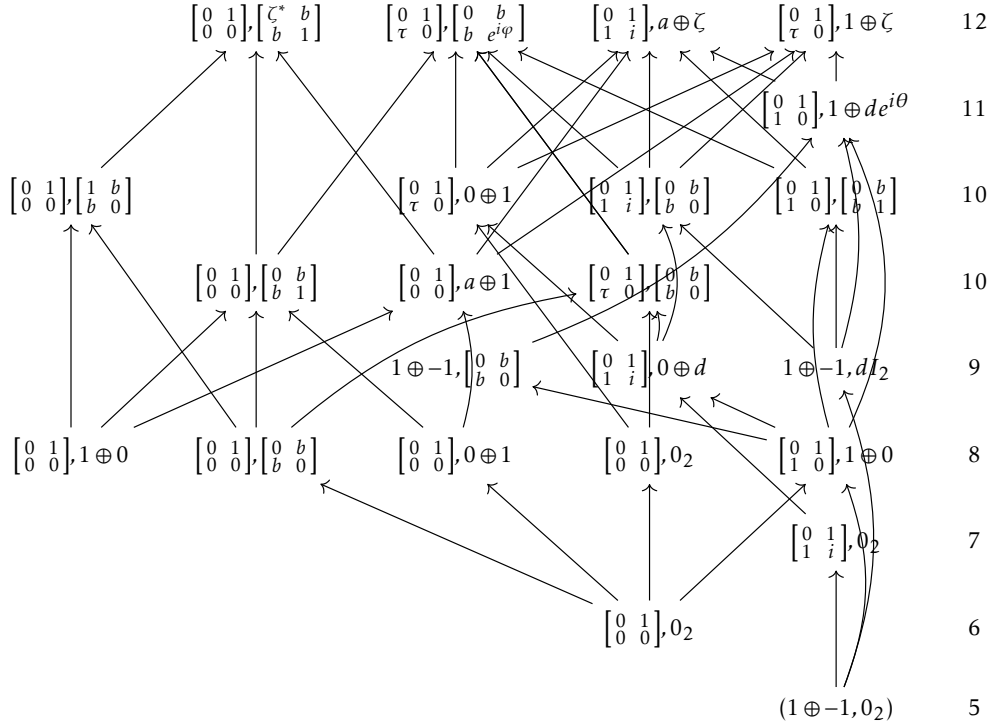 [0 1; 0 0], [ζ* b; b 1]   [0 1; τ 0], [0 b; b e^{iφ}]   [0 1; 1 i], a ⊕ ζ   [0 1; τ 0], 1 ⊕ ζ   12
[0 1; 1 0], 1 ⊕ de^{iθ}   11
[0 1; 0 0], [1 b; b 0]   [0 1; τ 0], 0 ⊕ 1   [0 1; 1 i], [0 b; b 0]   [0 1; 1 0], [0 b; b 1]   10
[0 1; 0 0], [0 b; b 1]   [0 1; 0 0], a ⊕ 1   [0 1; τ 0], [0 b; b 0]   10
1 ⊕ −1, [0 b; b 0]   [0 1; 1 i], 0 ⊕ d   1 ⊕ −1, dI₂   9
[0 1; 0 0], 1 ⊕ 0   [0 1; 0 0], [0 b; b 0]   [0 1; 0 0], 0 ⊕ 1   [0 1; 0 0], 0₂   [0 1; 1 0], 1 ⊕ 0   8
[0 1; 1 i], 0₂   7
[0 1; 0 0], 0₂   6
(1 ⊕ −1, 0₂)   5